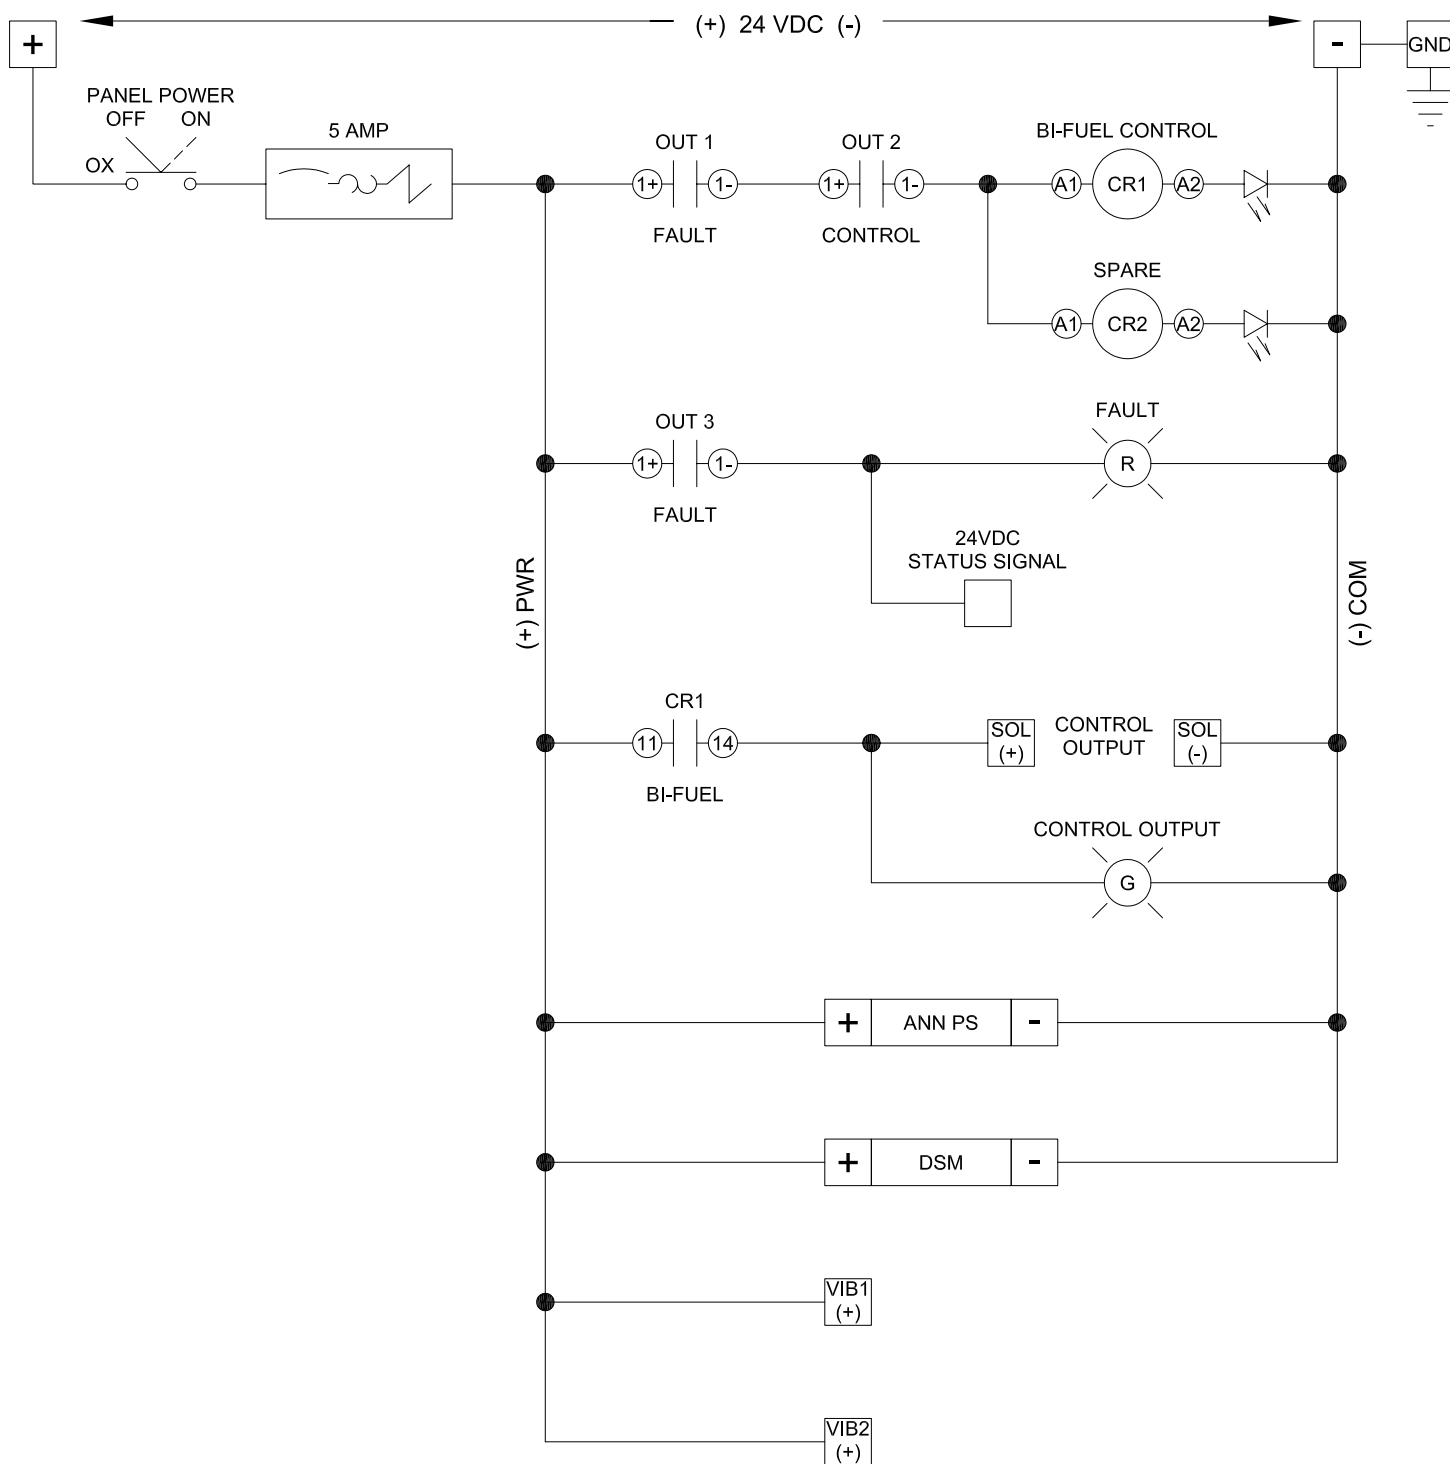 (+) 24 VDC (-)
+
-
GND
PANEL POWER
OFF ON
OX
5 AMP
OUT 1
1+
1-
FAULT
OUT 2
1+
1-
CONTROL
BI-FUEL CONTROL
A1
CR1
A2
SPARE
A1
CR2
A2
OUT 3
1+
1-
FAULT
FAULT
R
24VDC
STATUS SIGNAL
(+) PWR
(-) COM
CR1
11
14
BI-FUEL
SOL
(+)
CONTROL
OUTPUT
SOL
(-)
CONTROL OUTPUT
G
+ ANN PS -
+ DSM -
VIB1
(+)
VIB2
(+)